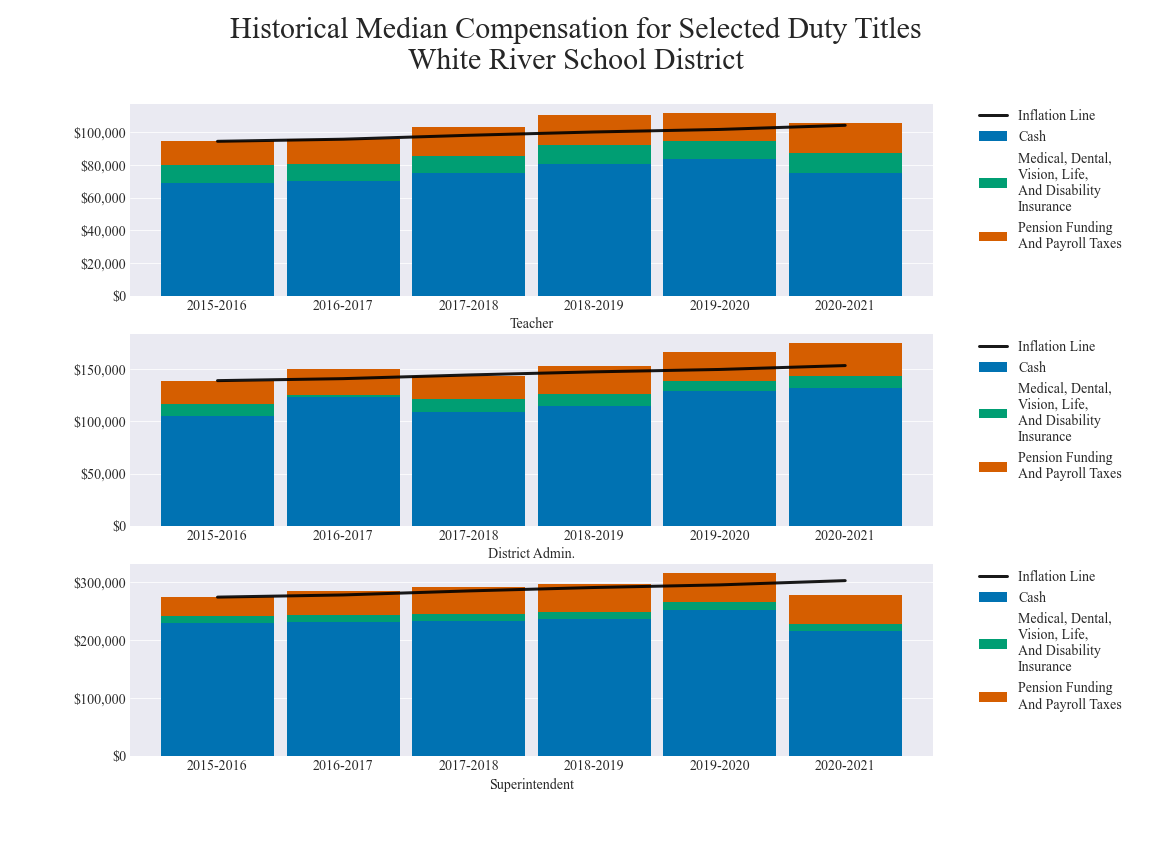 Historical Median Compensation for Selected Duty Titles
White River School District
$100,000
$80,000
$60,000
$40,000
$20,000
$0
2015-2016
2016-2017
2017-2018
2018-2019
2019-2020
2020-2021
Teacher
Inflation Line
Cash
Medical, Dental,
Vision, Life,
And Disability
Insurance
Pension Funding
And Payroll Taxes
$150,000
$100,000
$50,000
$0
2015-2016
2016-2017
2017-2018
2018-2019
2019-2020
2020-2021
District Admin.
Inflation Line
Cash
Medical, Dental,
Vision, Life,
And Disability
Insurance
Pension Funding
And Payroll Taxes
$300,000
$200,000
$100,000
$0
2015-2016
2016-2017
2017-2018
2018-2019
2019-2020
2020-2021
Superintendent
Inflation Line
Cash
Medical, Dental,
Vision, Life,
And Disability
Insurance
Pension Funding
And Payroll Taxes